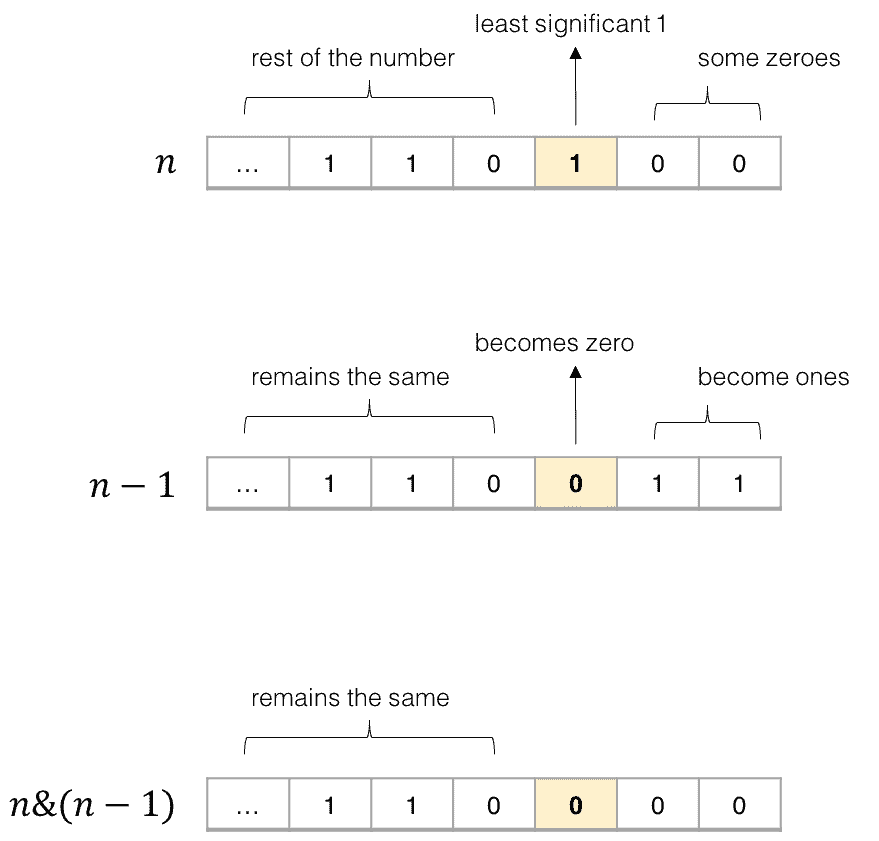 least significant 1
rest of the number
some zeroes
n ... 1 1 0 1 0 0
becomes zero
remains the same
become ones
n − 1 ... 1 1 0 0 1 1
remains the same
n&(n − 1) ... 1 1 0 0 0 0